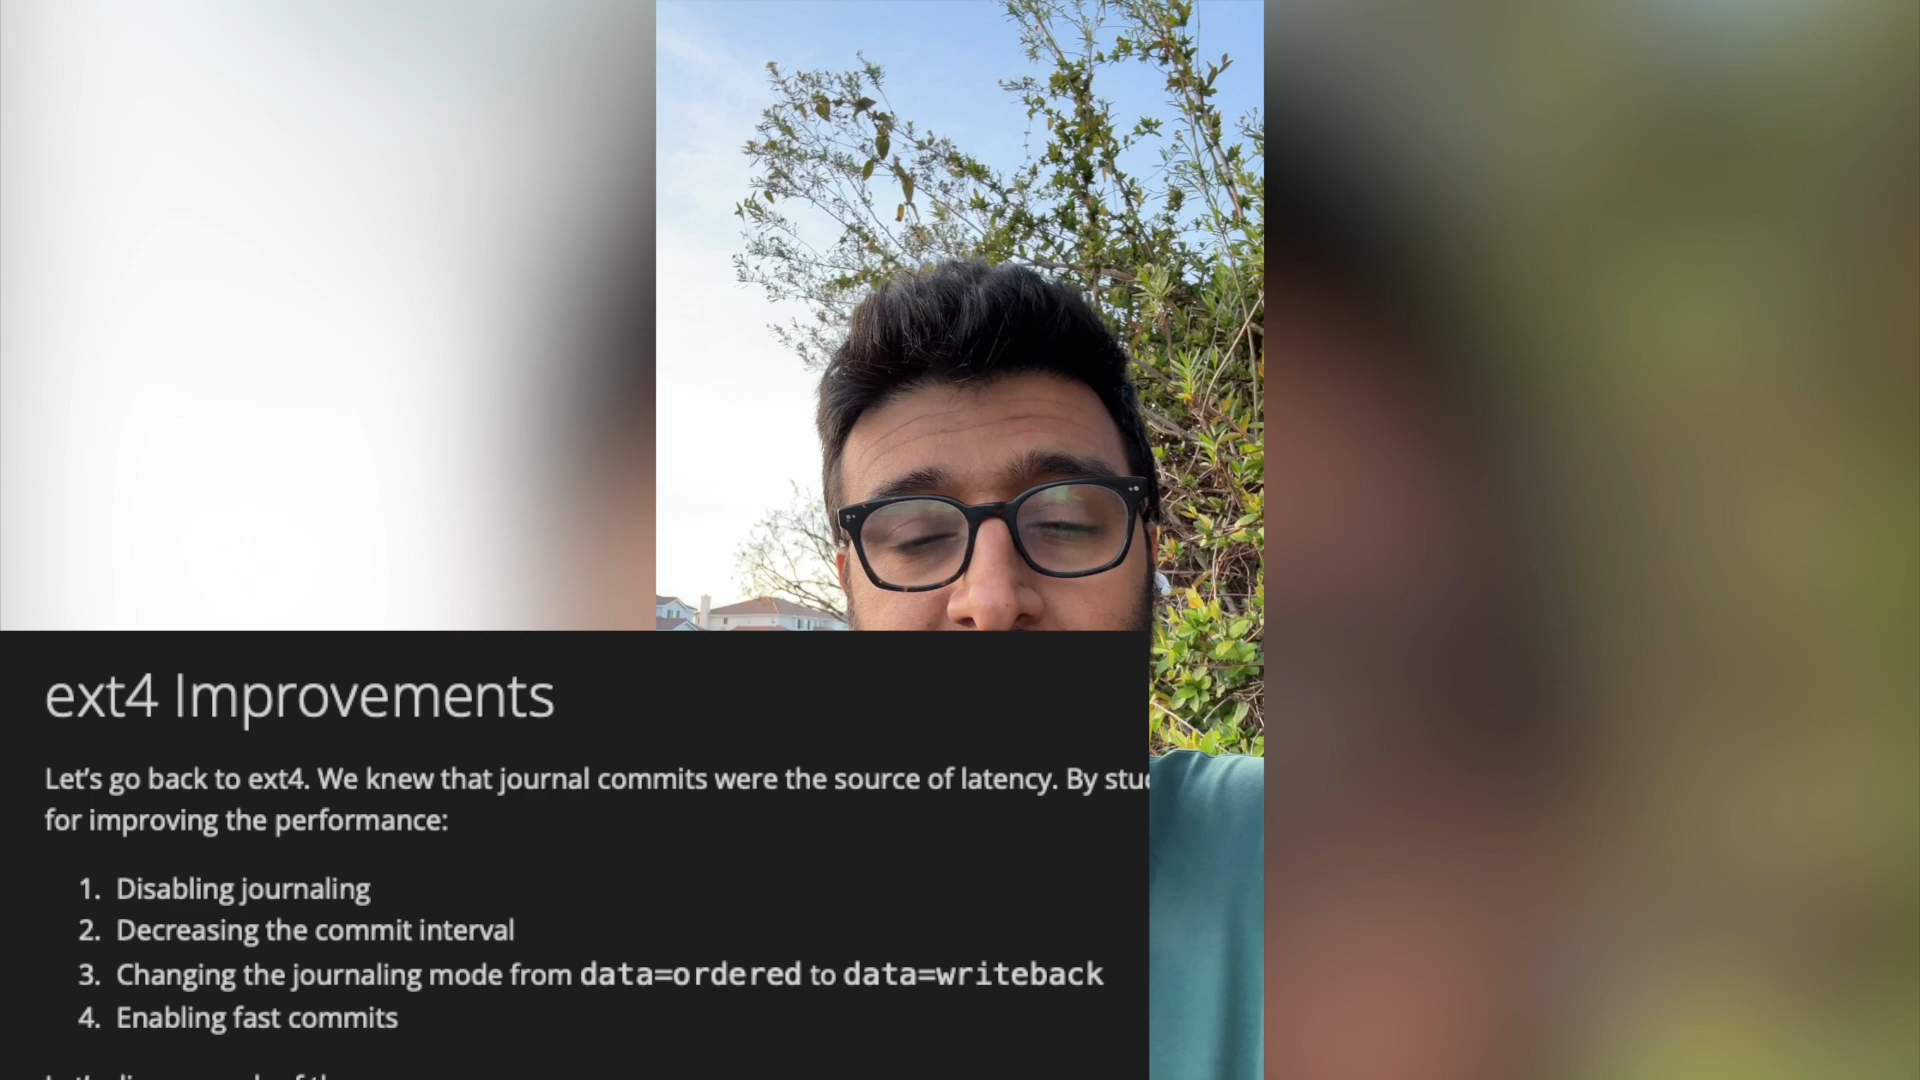 ext4 Improvements
Let's go back to ext4. We knew that journal commits were the source of latency. By
for improving the performance:
1. Disabling journaling
2. Decreasing the commit interval
3. Changing the journaling mode from data=ordered to data=writeback
4. Enabling fast commits